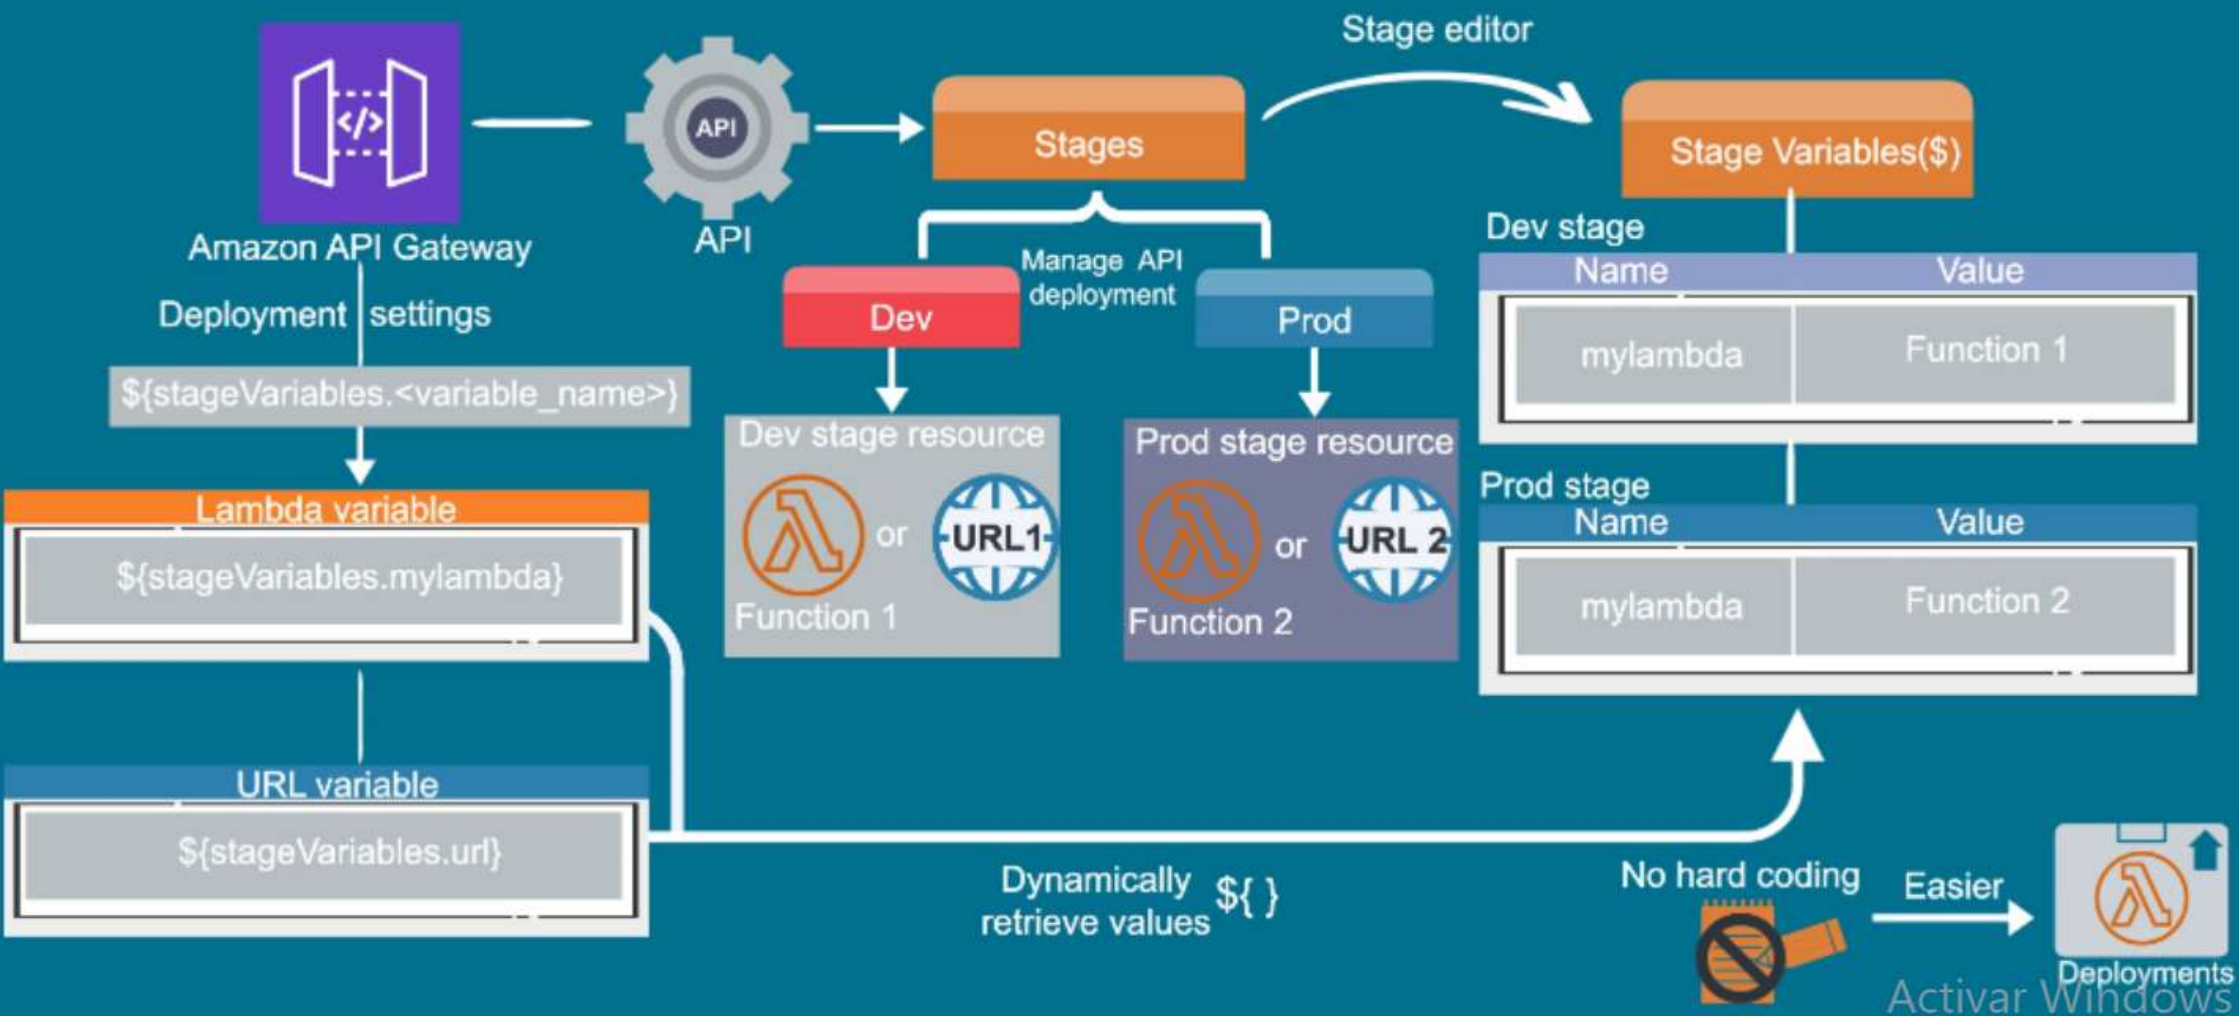 Stage editor
</>
API
Stages
Stage Variables($)
Amazon API Gateway
API
Deployment settings
${stageVariables.<variable_name>}
Manage API
deployment
Dev
Prod
Dev stage resource
or
URL1
Function 1
Prod stage resource
or
URL 2
Function 2
Dev stage
Name Value
mylambda Function 1
Prod stage
Name Value
mylambda Function 2
Lambda variable
${stageVariables.mylambda}
URL variable
${stageVariables.url}
Dynamically
retrieve values
${ }
No hard coding
Easier
Deployments
Activar Windows